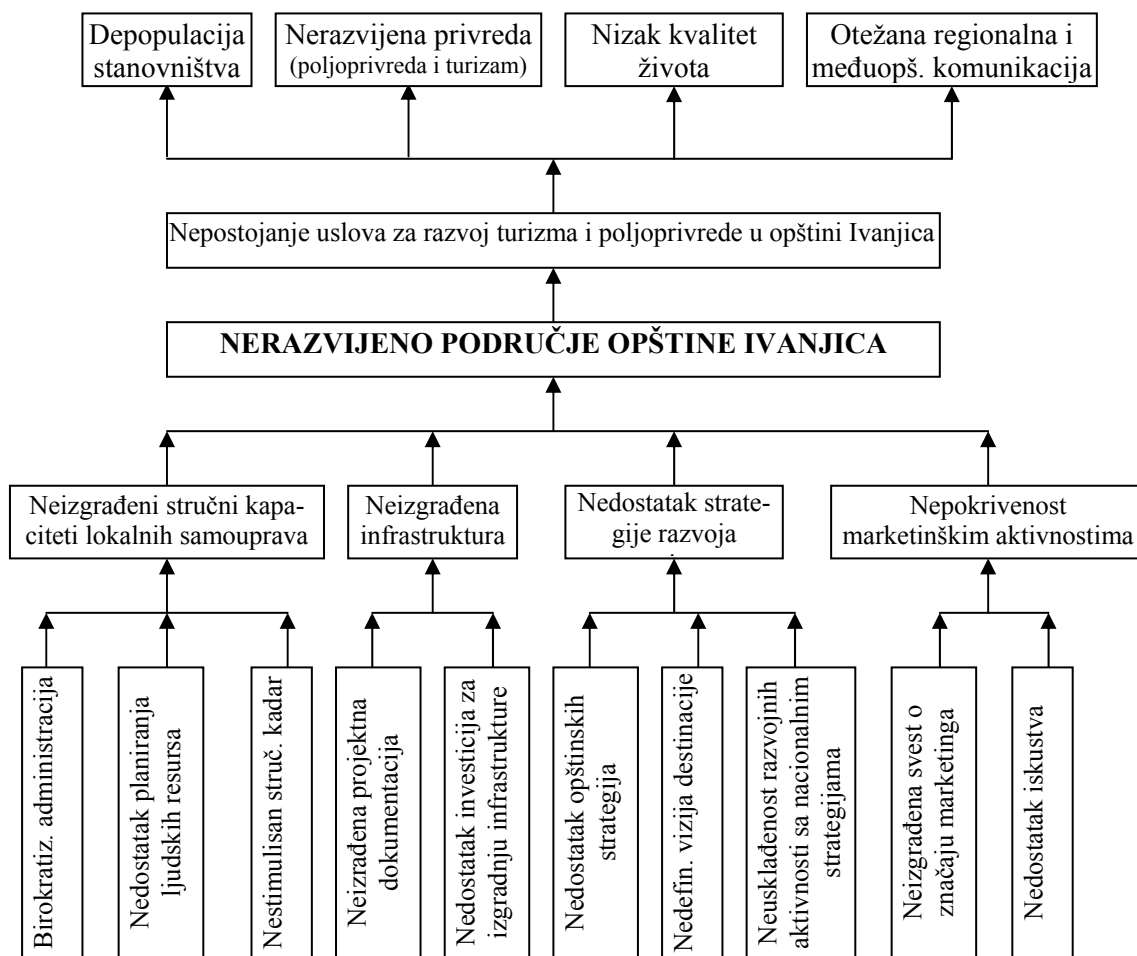 Depopulacija
stanovništva
Nerazvijena privreda
(poljoprivreda i turizam)
Nizak kvalitet
života
Otežana regionalna i
međuopš. komunikacija
Nepostojanje uslova za razvoj turizma i poljoprivrede u opštini Ivanjica
NERAZVIJENO PODRUČJE OPŠTINE IVANJICA
Neizgrađeni stručni kapa-
citeti lokalnih samouprava
Neizgrađena
infrastruktura
Nedostatak strate-
gije razvoja
Nepokrivenost
marketinškim aktivnostima
Birokratiz. administracija
Nedostatak planiranja
ljudskih resursa
Nestimulisan struč. kadar
Neizrađena projektna
dokumentacija
Nedostatak investicija za
izgradnju infrastrukture
Nedostatak opštinskih
strategija
Nedefin. vizija destinacije
Neusklađenost razvojnih
aktivnosti sa nacionalnim
strategijama
Neizgrađena svest o
značaju marketinga
Nedostatak iskustva